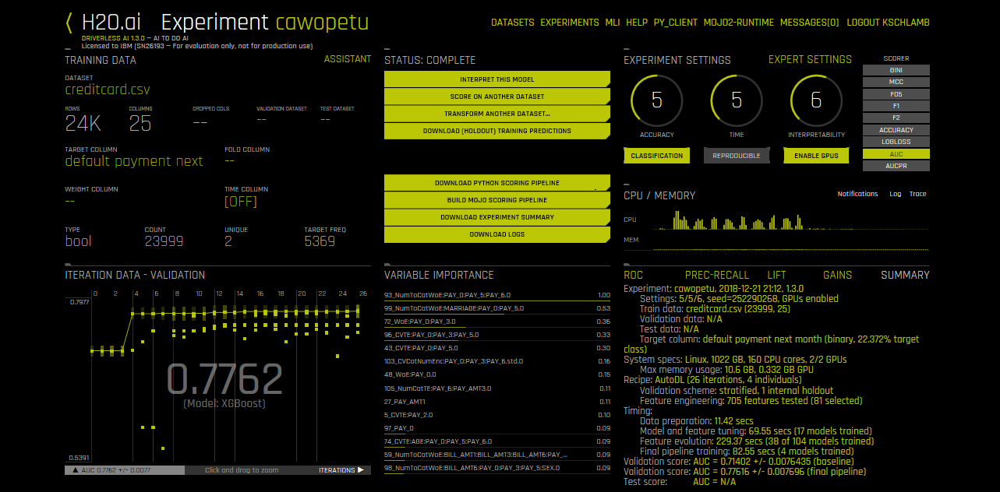 H2O.ai Experiment cawopetu
DRIVERLESS AI 1.3.0 – AI TO DO AI
Licensed to IBM (SN26193 – For evaluation only, not for production use)
DATASETS EXPERIMENTS MLI HELP PY_CLIENT MOJO2-RUNTIME MESSAGES[0] LOGOUT KSCHLAMB
TRAINING DATA ASSISTANT
DATASET
creditcard.csv
ROWS COLUMNS DROPPED COLS VALIDATION DATASET TEST DATASET
24K 25 -- -- --
TARGET COLUMN FOLD COLUMN
default payment next --
WEIGHT COLUMN TIME COLUMN
-- [OFF]
TYPE COUNT UNIQUE TARGET FREQ
bool 23999 2 5369
STATUS: COMPLETE
INTERPRET THIS MODEL
SCORE ON ANOTHER DATASET
TRANSFORM ANOTHER DATASET...
DOWNLOAD (HOLDOUT) TRAINING PREDICTIONS
DOWNLOAD PYTHON SCORING PIPELINE
BUILD MOJO SCORING PIPELINE
DOWNLOAD EXPERIMENT SUMMARY
DOWNLOAD LOGS
EXPERIMENT SETTINGS EXPERT SETTINGS
5 5 6
ACCURACY TIME INTERPRETABILITY
CLASSIFICATION REPRODUCIBLE ENABLE GPUS
SCORER
GINI
MCC
F05
F1
F2
ACCURACY
LOGLOSS
AUC
AUCPR
CPU / MEMORY Notifications Log Trace
CPU
MEM
ITERATION DATA - VALIDATION
0 2 4 6 8 10 12 14 16 18 20 22 24 26
0.7977
0.7762
(Model: XGBoost)
0.5391
▲ AUC 0.7762 +/- 0.0077 Click and drag to zoom ITERATIONS ▶
VARIABLE IMPORTANCE
93_NumToCatWoE:PAY_0:PAY_5:PAY_6.0 1.00
99_NumToCatWoE:MARRIAGE:PAY_0:PAY_5.0 0.53
72_WoE:PAY_0:PAY_3.0 0.36
96_CVTE:PAY_0:PAY_3:PAY_5.0 0.33
43_CVTE:PAY_0:PAY_5.0 0.30
103_CVCatNumEnc:PAY_0:PAY_3:PAY_6.std.0 0.16
48_WoE:PAY_0.0 0.15
105_NumCatTE:PAY_6:PAY_AMT3.0 0.11
27_PAY_AMT1 0.11
5_CVTE:PAY_2.0 0.10
97_PAY_0 0.09
74_CVTE:AGE:PAY_0:PAY_5:PAY_6.0 0.09
59_NumToCatWoE:BILL_AMT1:BILL_AMT3:BILL_AMT6:PAY_... 0.09
98_NumToCatWoE:BILL_AMT6:PAY_0:PAY_3:PAY_5:SEX.0 0.09
ROC PREC-RECALL LIFT GAINS SUMMARY
Experiment: cawopetu, 2018-12-21 21:12, 1.3.0
Settings: 5/5/6, seed=252290268, GPUs enabled
Train data: creditcard.csv (23999, 25)
Validation data: N/A
Test data: N/A
Target column: default payment next month (binary, 22.372% target
class)
System specs: Linux, 1022 GB, 160 CPU cores, 2/2 GPUs
Max memory usage: 10.6 GB, 0.332 GB GPU
Recipe: AutoDL (26 iterations, 4 individuals)
Validation scheme: stratified, 1 internal holdout
Feature engineering: 705 features tested (81 selected)
Timing:
Data preparation: 11.42 secs
Model and feature tuning: 69.55 secs (17 models trained)
Feature evolution: 229.37 secs (38 of 104 models trained)
Final pipeline training: 82.55 secs (4 models trained)
Validation score: AUC = 0.71402 +/- 0.0076435 (baseline)
Validation score: AUC = 0.77616 +/- 0.007696 (final pipeline)
Test score: AUC = N/A